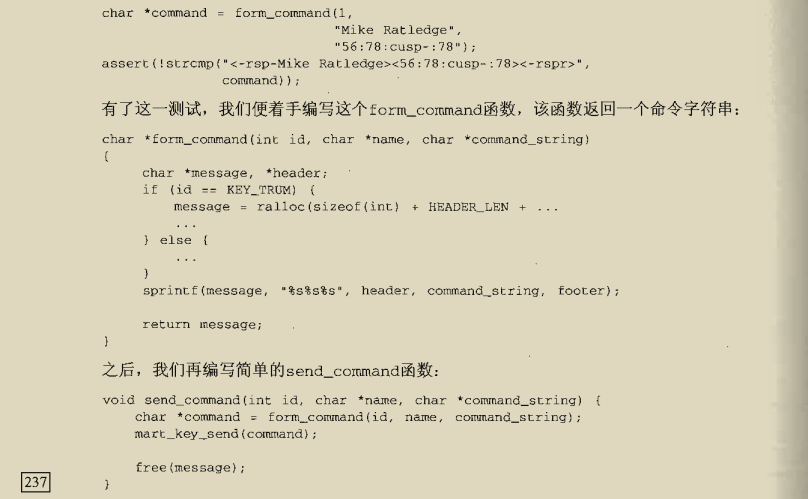 char *command = form_command(1,
"Mike Ratledge",
"56:78:cusp-:78");
assert(!strcmp("<-rsp-Mike Ratledge><56:78:cusp-:78><-rspr>",
command));
有了这一测试，我们便着手编写这个form_command函数，该函数返回一个命令字符串：
char *form_command(int id, char *name, char *command_string)
{
char *message, *header;
if (id == KEY_TRUM) {
message = ralloc(sizeof(int) + HEADER_LEN + ...
...
} else {
...
}
sprintf(message, "%s%s%s", header, command_string, footer);
return message;
}
之后，我们再编写简单的send_command函数：
void send_command(int id, char *name, char *command_string) {
char *command = form_command(id, name, command_string);
mart_key_send(command);
free(message);
237
}